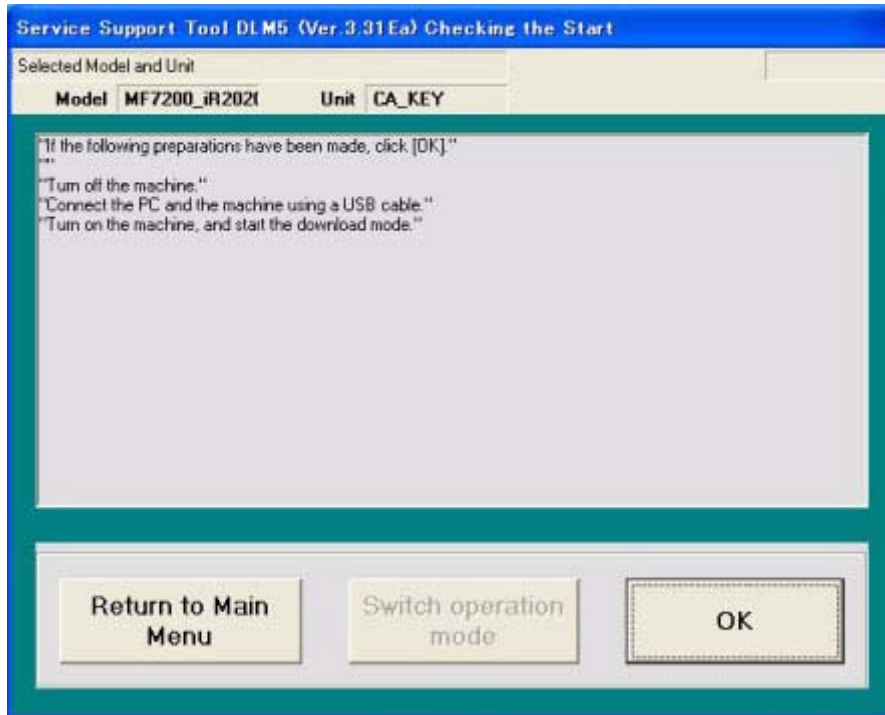 Service Support Tool DLM5 (Ver.3.31Ea) Checking the Start
Selected Model and Unit
Model MF7200_iR202( Unit CA_KEY
"If the following preparations have been made, click [OK]."
""
"Turn off the machine."
"Connect the PC and the machine using a USB cable."
"Turn on the machine, and start the download mode."
Return to Main
Menu
Switch operation
mode
OK